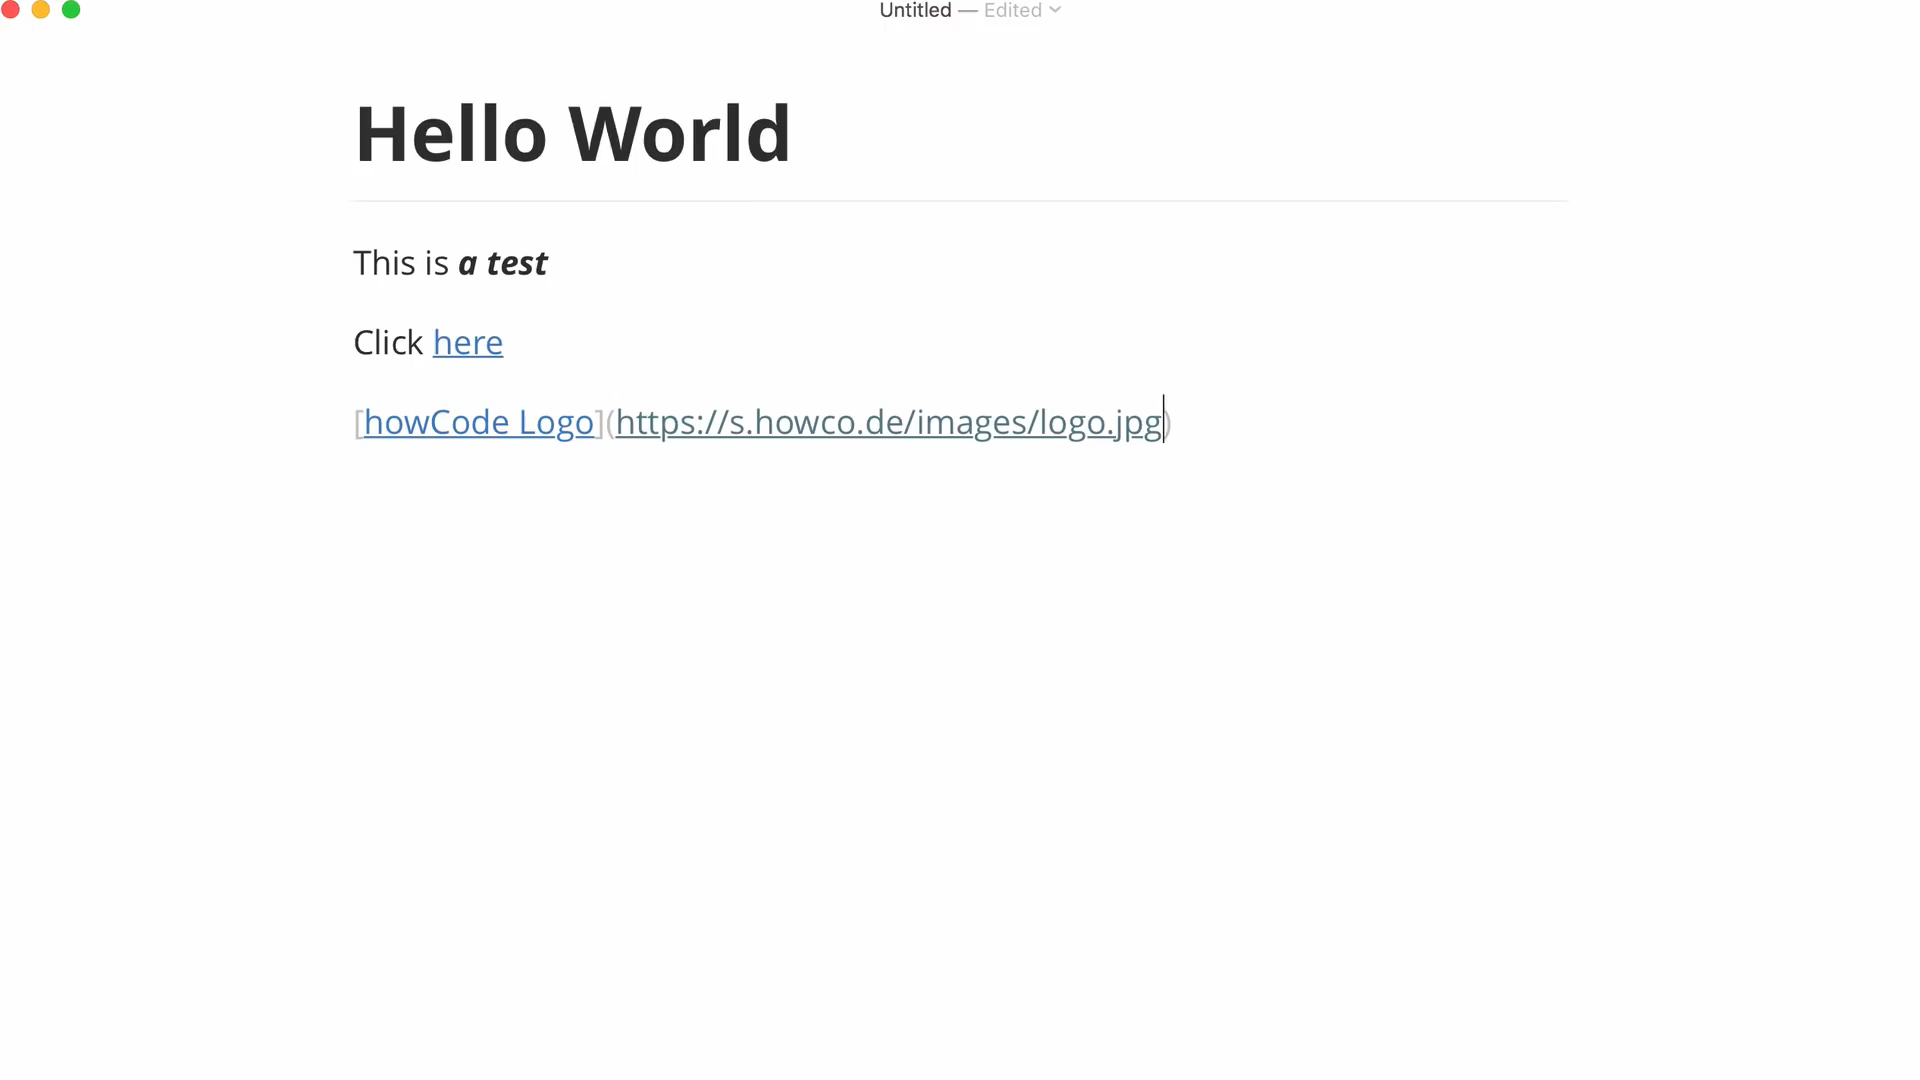 Untitled — Edited
Hello World
This is a test
Click here
[howCode Logo](https://s.howco.de/images/logo.jpg)